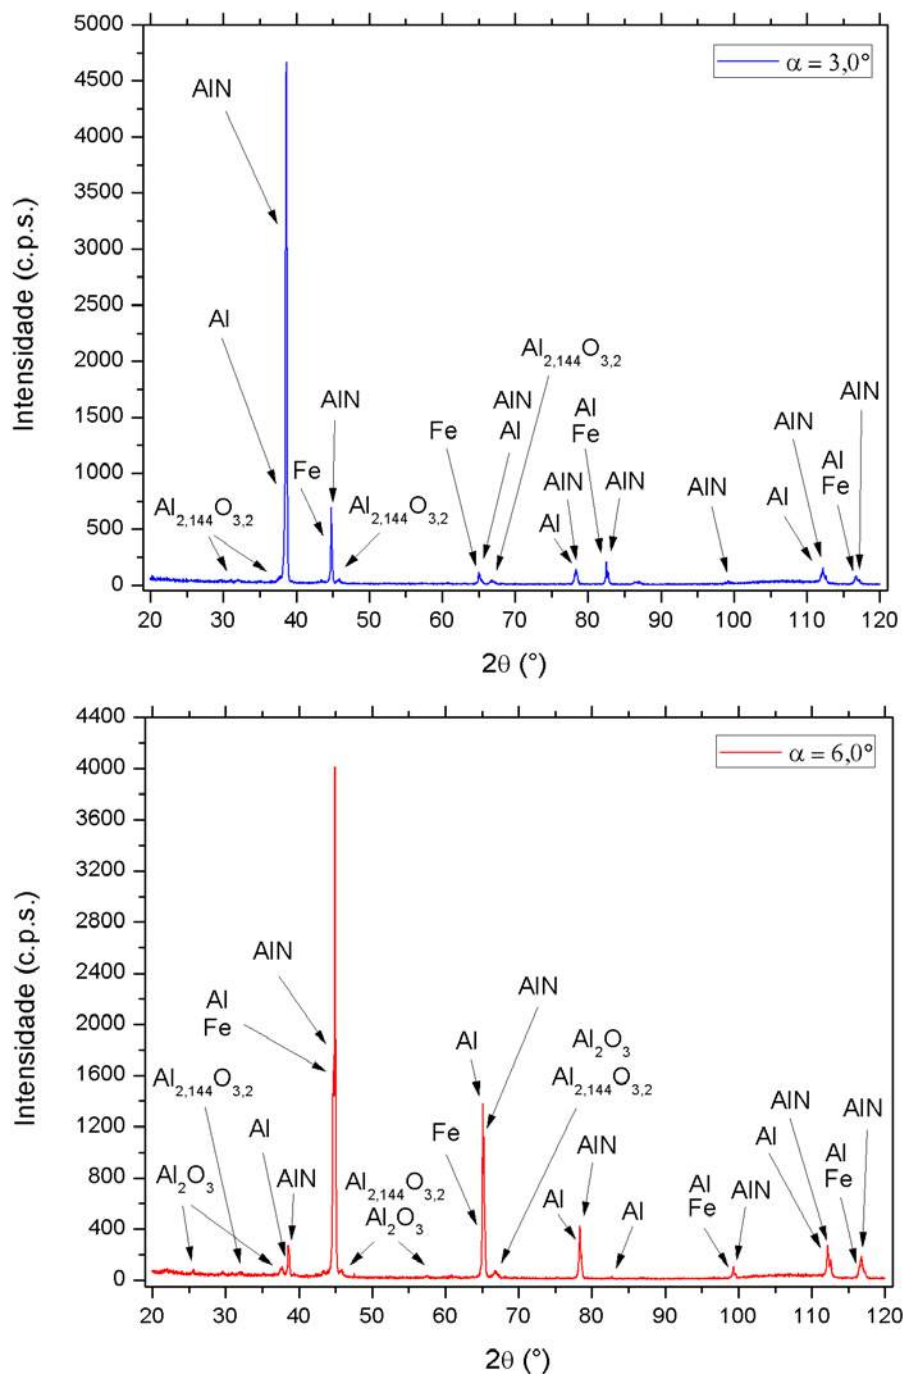 5000
4500
4000
3500
3000
2500
2000
1500
1000
500
0
Intensidade (c.p.s.)
α = 3,0°
AlN
Al
Al2,144O3,2
Fe
AlN
Al2,144O3,2
Fe
AlN
Al
Al2,144O3,2
AlN
Al
Al
Fe
AlN
AlN
AlN
Al
Al
Fe
AlN
20 30 40 50 60 70 80 90 100 110 120
2θ (°)
4400
4000
3600
3200
2800
2400
2000
1600
1200
800
400
0
Intensidade (c.p.s.)
α = 6,0°
AlN
Al
Fe
Al2,144O3,2
Al
Al2O3
AlN
Al2,144O3,2
Al2O3
Fe
Al
AlN
Al2O3
Al2,144O3,2
AlN
Al
Al
Al
Fe
AlN
AlN
Al
Al
Fe
AlN
20 30 40 50 60 70 80 90 100 110 120
2θ (°)